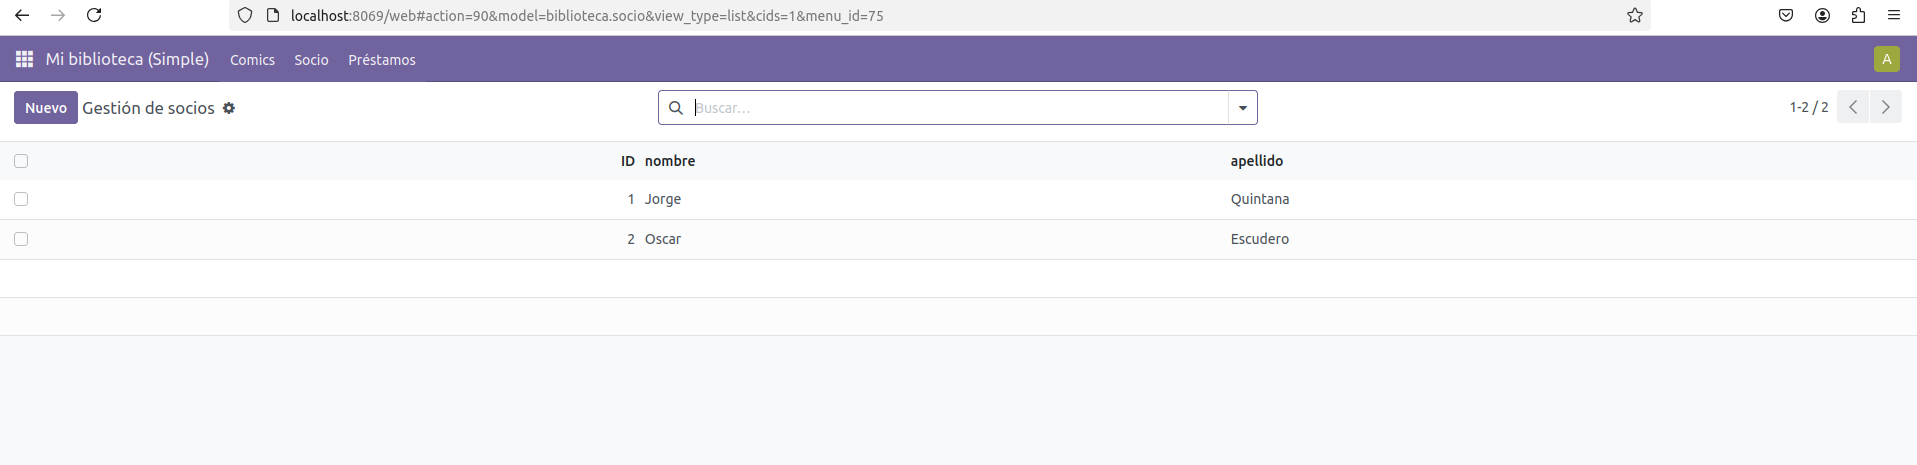 localhost:8069/web#action=90&model=biblioteca.socio&view_type=list&cids=1&menu_id=75
Mi biblioteca (Simple) Comics Socio Préstamos A
Nuevo Gestión de socios Buscar... 1-2 / 2
ID nombre apellido
1 Jorge Quintana
2 Oscar Escudero